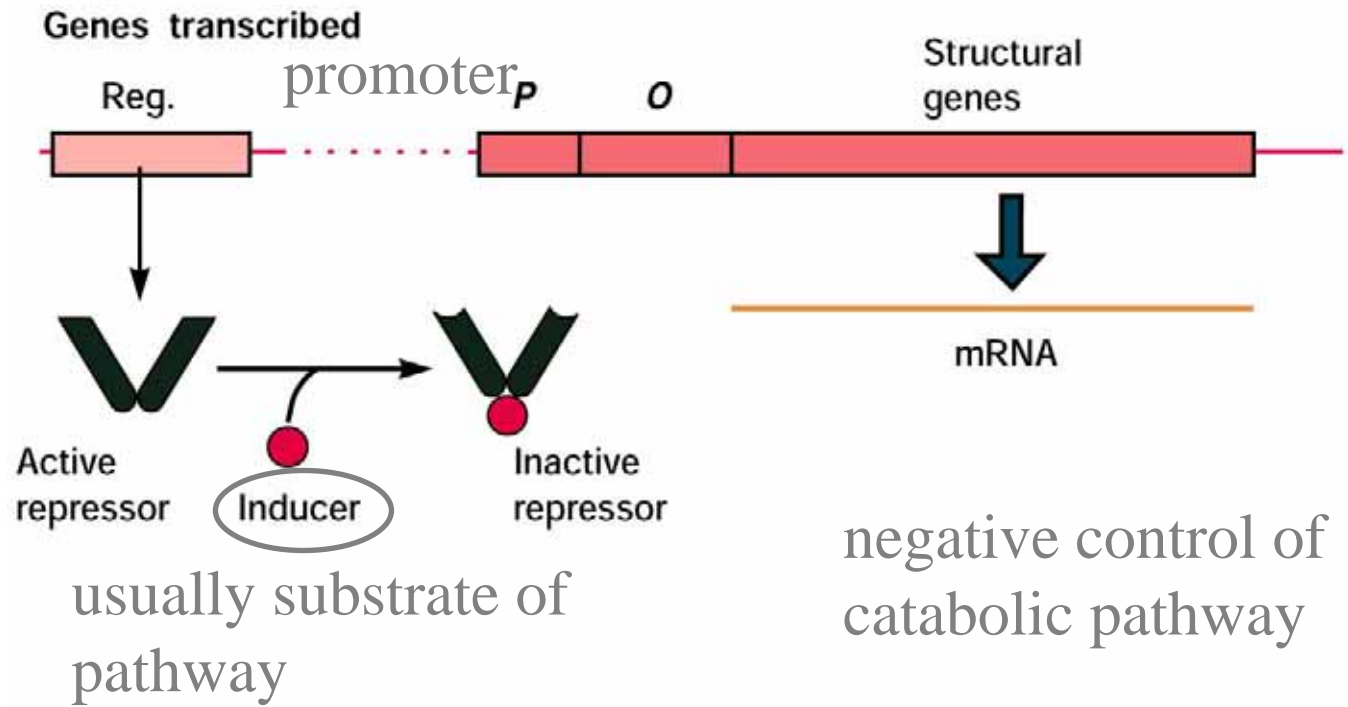 Genes transcribed
Reg.
promoter
P
O
Structural
genes
mRNA
Active
repressor
Inducer
Inactive
repressor
usually substrate of
pathway
negative control of
catabolic pathway